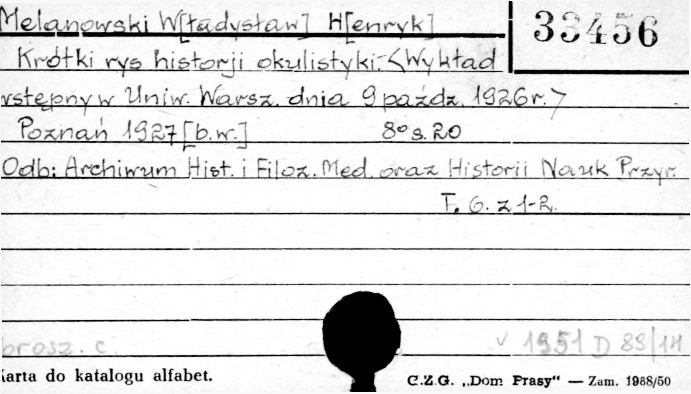 Melanowski W[ładysław] H[enryk]
33456
Krótki rys historji okulistyki. <Wykład
wstępny w Uniw. Warsz. dnia 9 paźdz. 1926 r.>
Poznań 1927 [b.w.] 8° s. 20
Odb: Archiwum Hist. i Filoz. Med. oraz Historii Nauk Przyr.
T. 6. z 1-2.
brosz. c. v 1951 D 83/14
Karta do katalogu alfabet. C.Z.G. „Dom Prasy“ — Zam. 1988/50